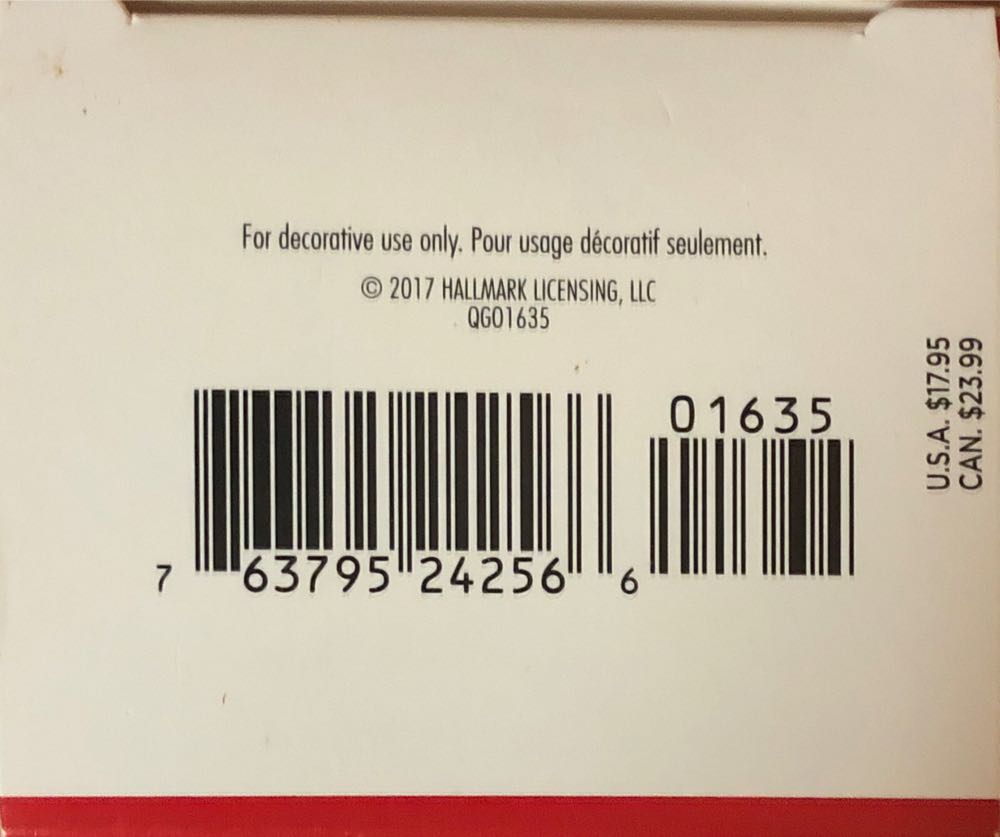 For decorative use only. Pour usage décoratif seulement.
© 2017 HALLMARK LICENSING, LLC
QGO1635
01635
7 63795 24256 6
U.S.A. $17.95
CAN. $23.99